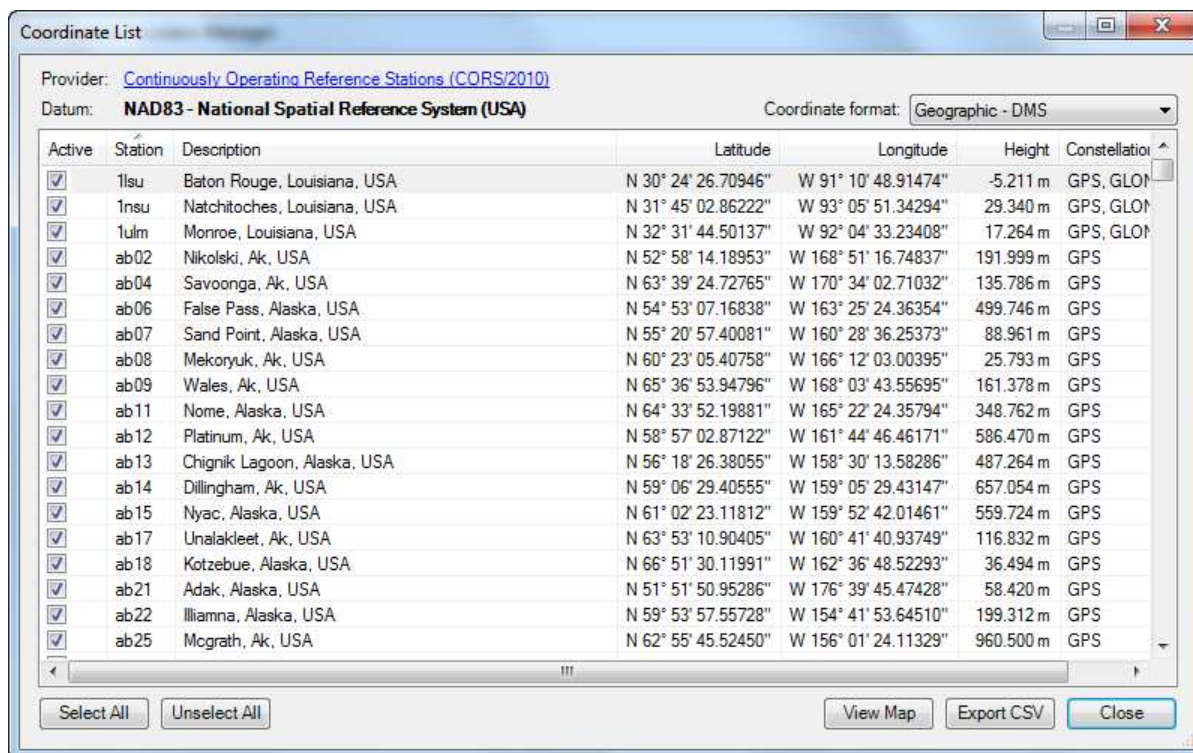 Coordinate List
Provider: Continuously Operating Reference Stations (CORS/2010)
Datum: NAD83 - National Spatial Reference System (USA) Coordinate format: Geographic - DMS
Active Station Description Latitude Longitude Height Constellation
1lsu Baton Rouge, Louisiana, USA N 30° 24' 26.70946" W 91° 10' 48.91474" -5.211 m GPS, GLON
1nsu Natchitoches, Louisiana, USA N 31° 45' 02.86222" W 93° 05' 51.34294" 29.340 m GPS, GLON
1ulm Monroe, Louisiana, USA N 32° 31' 44.50137" W 92° 04' 33.23408" 17.264 m GPS, GLON
ab02 Nikolski, Ak, USA N 52° 58' 14.18953" W 168° 51' 16.74837" 191.999 m GPS
ab04 Savoonga, Ak, USA N 63° 39' 24.72765" W 170° 34' 02.71032" 135.786 m GPS
ab06 False Pass, Alaska, USA N 54° 53' 07.16838" W 163° 25' 24.36354" 499.746 m GPS
ab07 Sand Point, Alaska, USA N 55° 20' 57.40081" W 160° 28' 36.25373" 88.961 m GPS
ab08 Mekoryuk, Ak, USA N 60° 23' 05.40758" W 166° 12' 03.00395" 25.793 m GPS
ab09 Wales, Ak, USA N 65° 36' 53.94796" W 168° 03' 43.55695" 161.378 m GPS
ab11 Nome, Alaska, USA N 64° 33' 52.19881" W 165° 22' 24.35794" 348.762 m GPS
ab12 Platinum, Ak, USA N 58° 57' 02.87122" W 161° 44' 46.46171" 586.470 m GPS
ab13 Chignik Lagoon, Alaska, USA N 56° 18' 26.38055" W 158° 30' 13.58286" 487.264 m GPS
ab14 Dillingham, Ak, USA N 59° 06' 29.40555" W 159° 05' 29.43147" 657.054 m GPS
ab15 Nyac, Alaska, USA N 61° 02' 23.11812" W 159° 52' 42.01461" 559.724 m GPS
ab17 Unalakleet, Ak, USA N 63° 53' 10.90405" W 160° 41' 40.93749" 116.832 m GPS
ab18 Kotzebue, Alaska, USA N 66° 51' 30.11991" W 162° 36' 48.52293" 36.494 m GPS
ab21 Adak, Alaska, USA N 51° 51' 50.95286" W 176° 39' 45.47428" 58.420 m GPS
ab22 Illiamna, Alaska, USA N 59° 53' 57.55728" W 154° 41' 53.64510" 199.312 m GPS
ab25 Mcgrath, Ak, USA N 62° 55' 45.52450" W 156° 01' 24.11329" 960.500 m GPS
Select All Unselect All View Map Export CSV Close